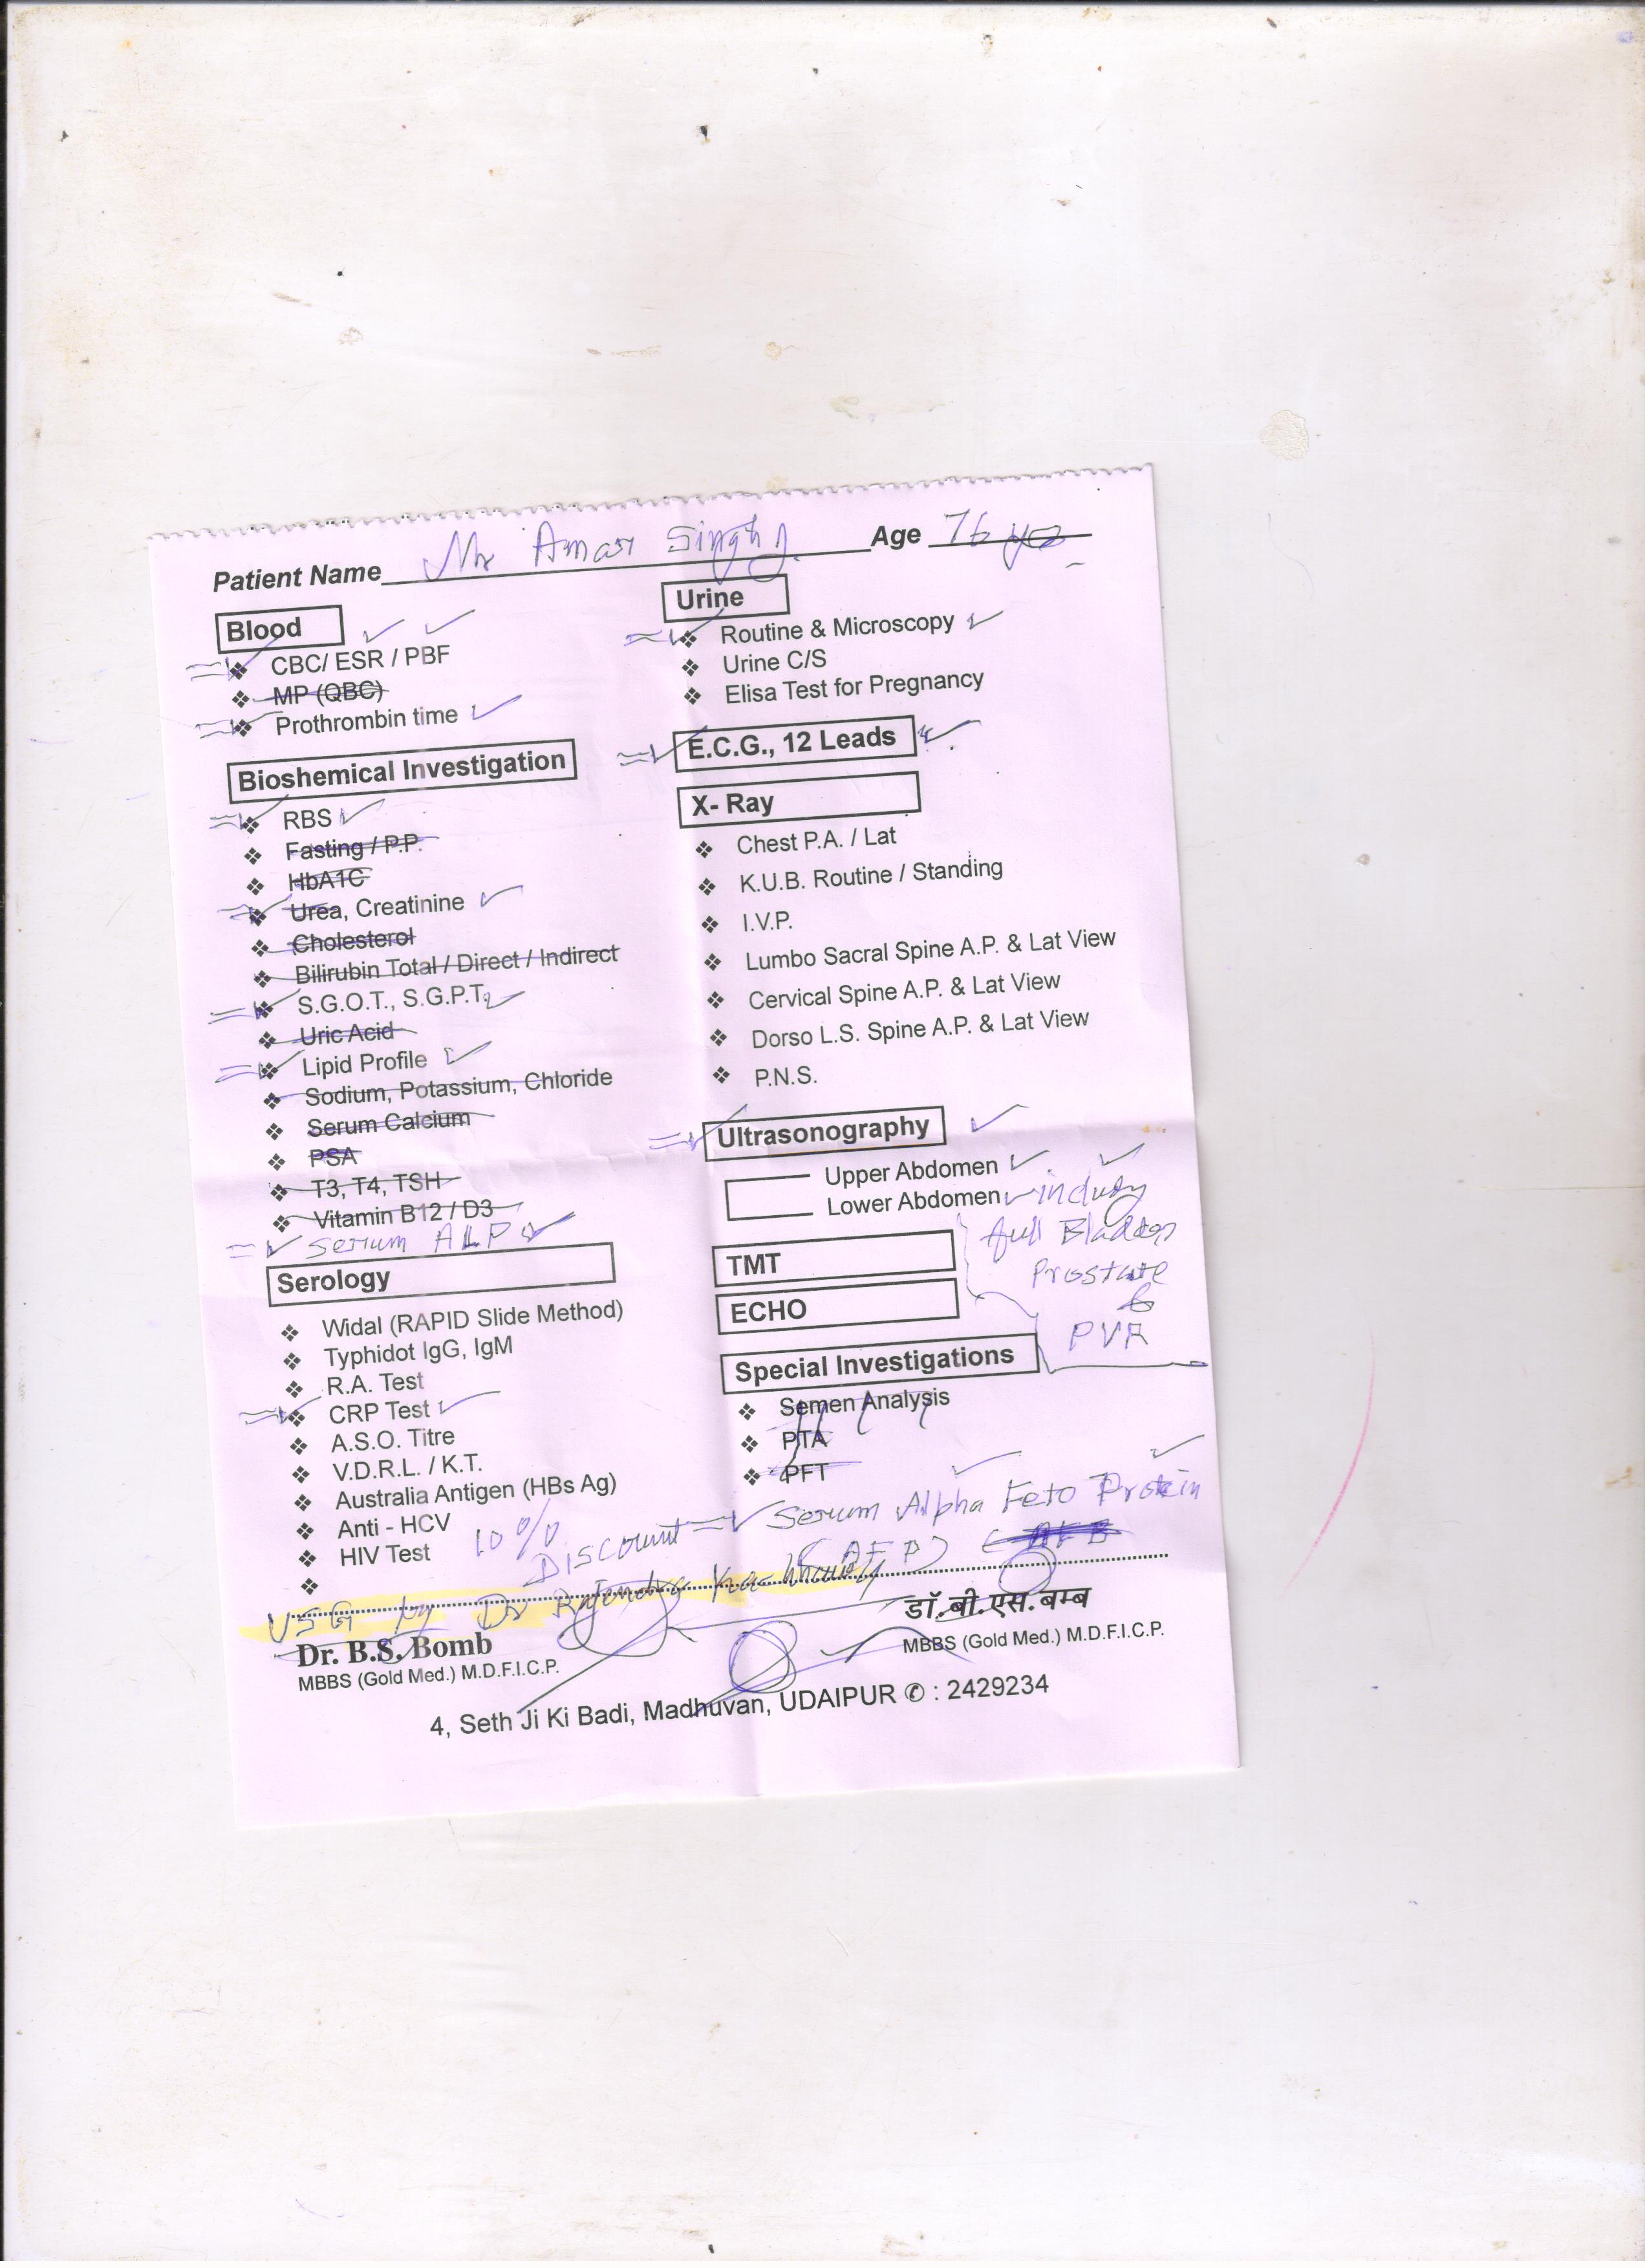 Patient Name Mr Amar Singh J. Age 76 yrs
Blood
❖ CBC/ ESR / PBF
❖ MP (QBC)
❖ Prothrombin time
Bioshemical Investigation
❖ RBS
❖ Fasting / P.P.
❖ HbA1C
❖ Urea, Creatinine
❖ Cholesterol
❖ Bilirubin Total / Direct / Indirect
❖ S.G.O.T., S.G.P.T.
❖ Uric Acid
❖ Lipid Profile
❖ Sodium, Potassium, Chloride
❖ Serum Calcium
❖ PSA
❖ T3, T4, TSH
❖ Vitamin B12 / D3
Serum ALP
Serology
❖ Widal (RAPID Slide Method)
❖ Typhidot IgG, IgM
❖ R.A. Test
❖ CRP Test
❖ A.S.O. Titre
❖ V.D.R.L. / K.T.
❖ Australia Antigen (HBs Ag)
❖ Anti - HCV
❖ HIV Test
❖
10%
Discount
Urine
❖ Routine & Microscopy
❖ Urine C/S
❖ Elisa Test for Pregnancy
E.C.G., 12 Leads
X- Ray
❖ Chest P.A. / Lat
❖ K.U.B. Routine / Standing
❖ I.V.P.
❖ Lumbo Sacral Spine A.P. & Lat View
❖ Cervical Spine A.P. & Lat View
❖ Dorso L.S. Spine A.P. & Lat View
❖ P.N.S.
Ultrasonography
Upper Abdomen
Lower Abdomen
full Bladder
Prostate
&
PVR
TMT
ECHO
Special Investigations
❖ Semen Analysis
❖ PTA
❖ PFT
Serum Alpha Feto Protein
(AFP)
USG by Dr Rajendra
Dr. B.S. Bomb
MBBS (Gold Med.) M.D.F.I.C.P.
डॉ. बी. एस. बम्ब
MBBS (Gold Med.) M.D.F.I.C.P.
4, Seth Ji Ki Badi, Madhuvan, UDAIPUR ✆ : 2429234